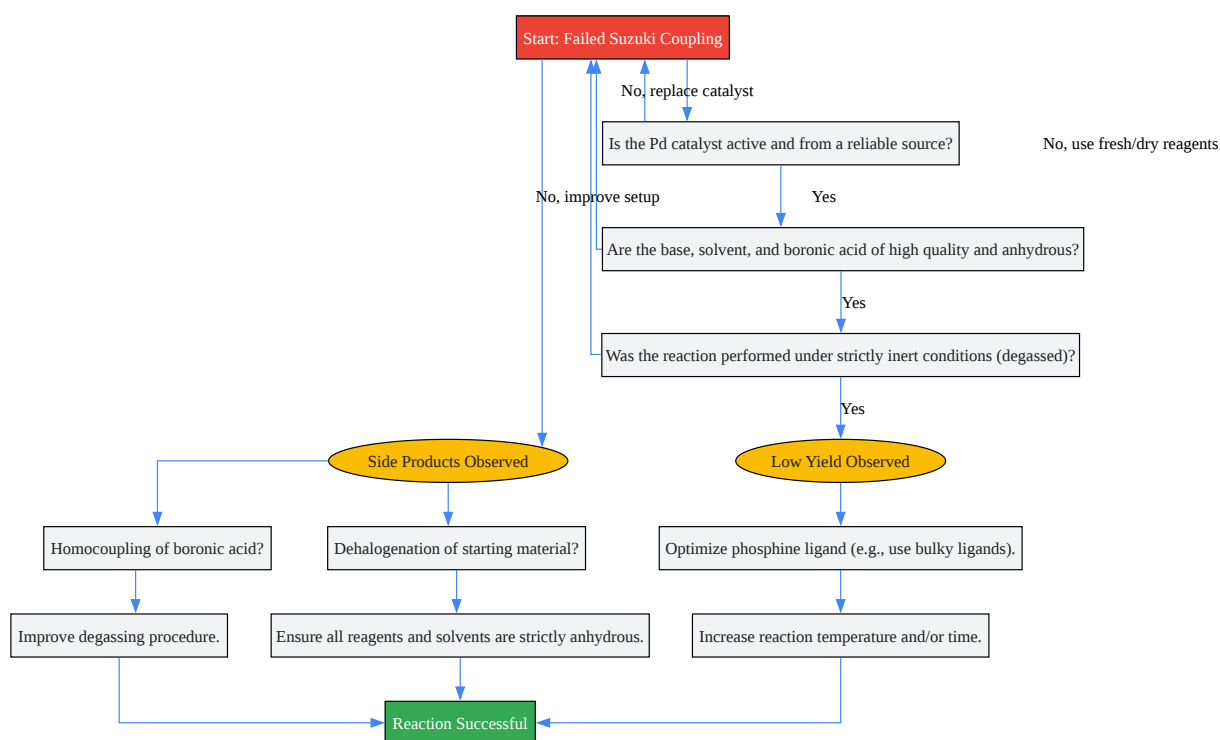 Start: Failed Suzuki Coupling
No, replace catalyst
Is the Pd catalyst active and from a reliable source?
No, use fresh/dry reagents
No, improve setup
Yes
Are the base, solvent, and boronic acid of high quality and anhydrous?
Yes
Was the reaction performed under strictly inert conditions (degassed)?
Yes
Side Products Observed
Low Yield Observed
Homocoupling of boronic acid?
Dehalogenation of starting material?
Optimize phosphine ligand (e.g., use bulky ligands).
Improve degassing procedure.
Ensure all reagents and solvents are strictly anhydrous.
Increase reaction temperature and/or time.
Reaction Successful